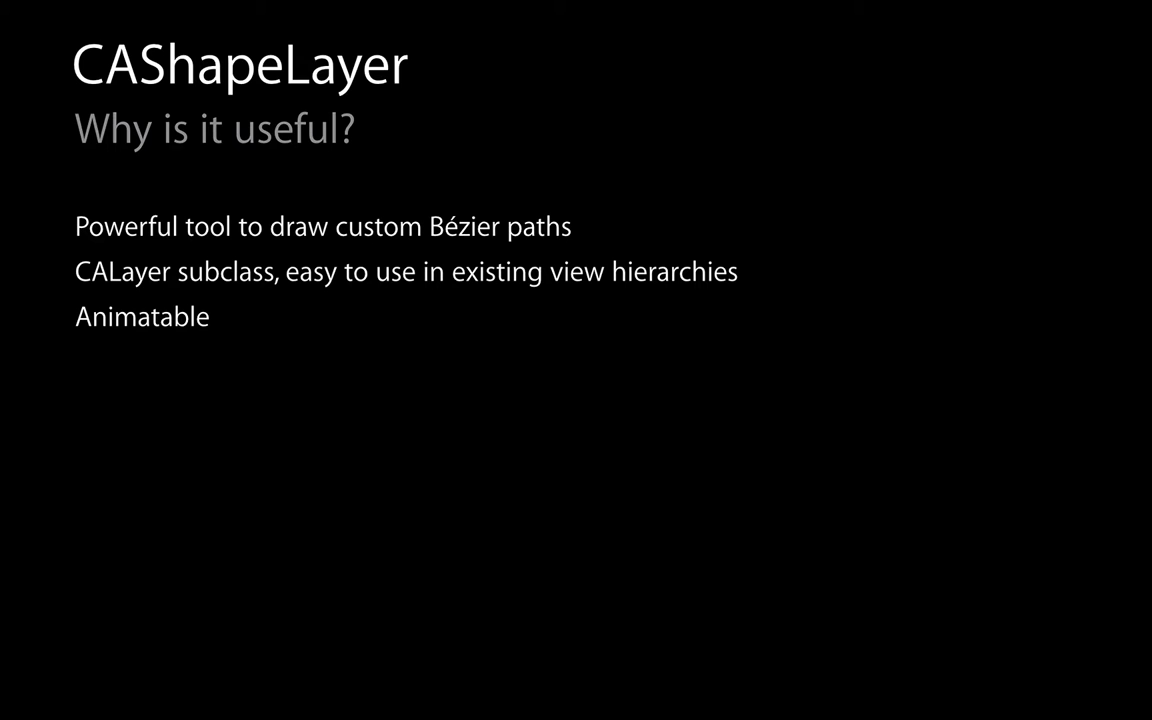 CAShapeLayer
Why is it useful?
Powerful tool to draw custom Bézier paths
CALayer subclass, easy to use in existing view hierarchies
Animatable